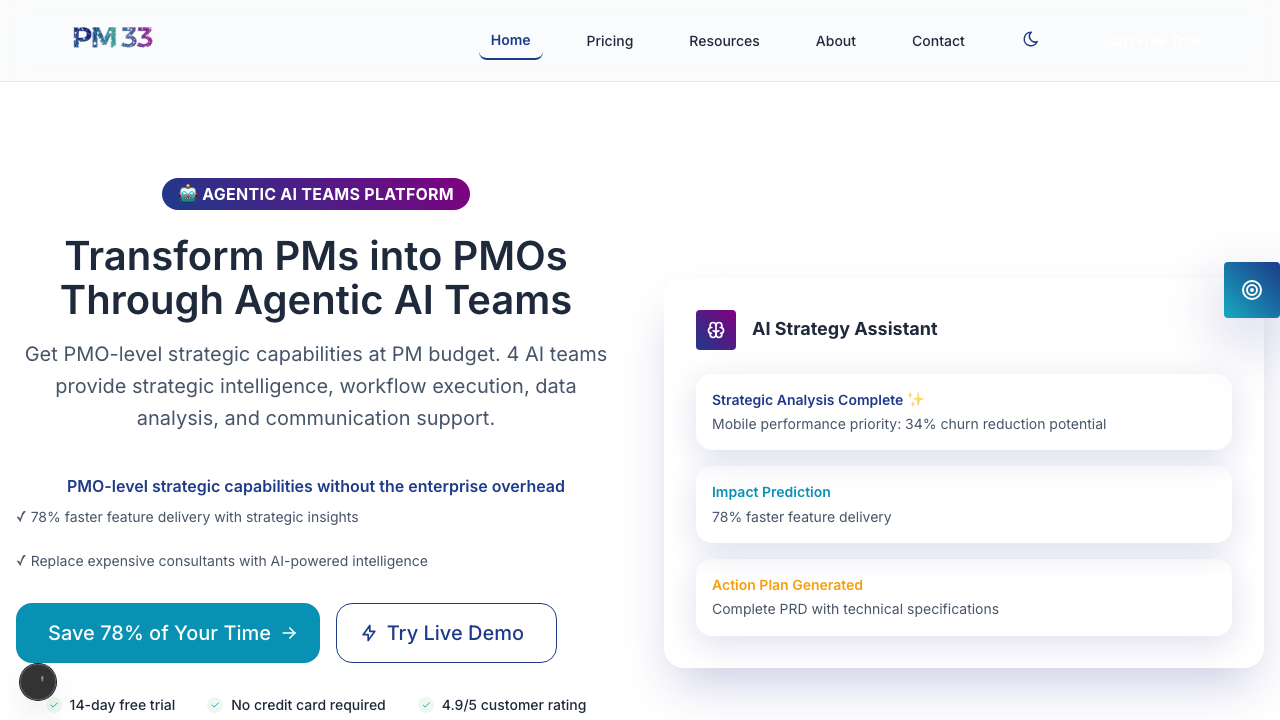 PM 33
Home
Pricing
Resources
About
Contact
Start Free Trial
🤖 AGENTIC AI TEAMS PLATFORM
Transform PMs into PMOs
Through Agentic AI Teams
Get PMO-level strategic capabilities at PM budget. 4 AI teams
provide strategic intelligence, workflow execution, data
analysis, and communication support.
PMO-level strategic capabilities without the enterprise overhead
✓ 78% faster feature delivery with strategic insights
✓ Replace expensive consultants with AI-powered intelligence
Save 78% of Your Time →
Try Live Demo
14-day free trial
No credit card required
4.9/5 customer rating
AI Strategy Assistant
Strategic Analysis Complete ✨
Mobile performance priority: 34% churn reduction potential
Impact Prediction
78% faster feature delivery
Action Plan Generated
Complete PRD with technical specifications